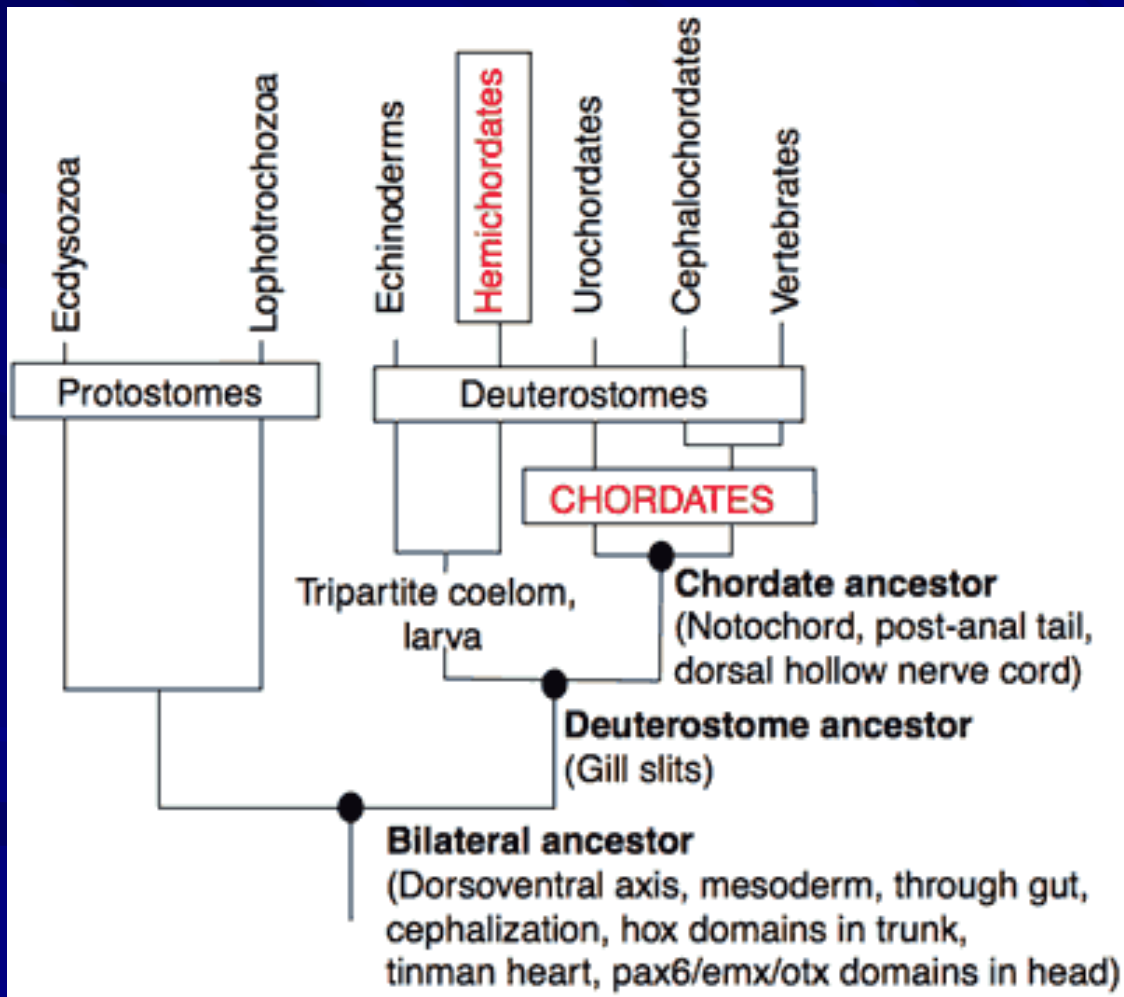 Ecdysozoa
Lophotrochozoa
Echinoderms
Hemichordates
Urochordates
Cephalochordates
Vertebrates
Protostomes
Deuterostomes
CHORDATES
Tripartite coelom,
larva
Chordate ancestor
(Notochord, post-anal tail,
dorsal hollow nerve cord)
Deuterostome ancestor
(Gill slits)
Bilateral ancestor
(Dorsoventral axis, mesoderm, through gut,
cephalization, hox domains in trunk,
tinman heart, pax6/emx/otx domains in head)